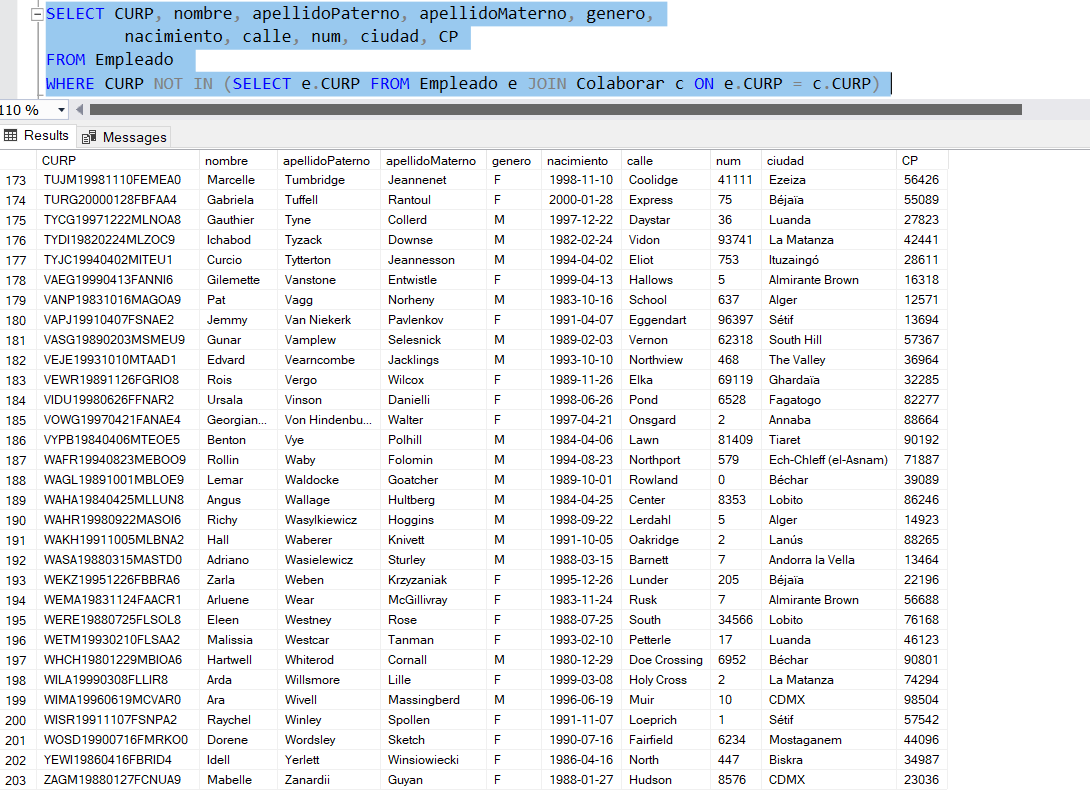 SELECT CURP, nombre, apellidoPaterno, apellidoMaterno, genero,
nacimiento, calle, num, ciudad, CP
FROM Empleado
WHERE CURP NOT IN (SELECT e.CURP FROM Empleado e JOIN Colaborar c ON e.CURP = c.CURP)
110 %
Results Messages
CURP nombre apellidoPaterno apellidoMaterno genero nacimiento calle num ciudad CP
173 TUJM19981110FEMEA0 Marcelle Tumbridge Jeannenet F 1998-11-10 Coolidge 41111 Ezeiza 56426
174 TURG20000128FBFAA4 Gabriela Tuffell Rantoul F 2000-01-28 Express 75 Béjaïa 55089
175 TYCG19971222MLNOA8 Gauthier Tyne Collerd M 1997-12-22 Daystar 36 Luanda 27823
176 TYDI19820224MLZOC9 Ichabod Tyzack Downse M 1982-02-24 Vidon 93741 La Matanza 42441
177 TYJC19940402MITEU1 Curcio Tytterton Jeannesson M 1994-04-02 Eliot 753 Ituzaingó 28611
178 VAEG19990413FANNI6 Gilemette Vanstone Entwistle F 1999-04-13 Hallows 5 Almirante Brown 16318
179 VANP19831016MAGOA9 Pat Vagg Norheny M 1983-10-16 School 637 Alger 12571
180 VAPJ19910407FSNAE2 Jemmy Van Niekerk Pavlenkov F 1991-04-07 Eggendart 96397 Sétif 13694
181 VASG19890203MSMEU9 Gunar Vamplew Selesnick M 1989-02-03 Vernon 62318 South Hill 57367
182 VEJE19931010MTAAD1 Edvard Vearncombe Jacklings M 1993-10-10 Northview 468 The Valley 36964
183 VEWR19891126FGRIO8 Rois Vergo Wilcox F 1989-11-26 Elka 69119 Ghardaïa 32285
184 VIDU19980626FFNAR2 Ursala Vinson Danielli F 1998-06-26 Pond 6528 Fagatogo 82277
185 VOWG19970421FANAE4 Georgian... Von Hindenbu... Walter F 1997-04-21 Onsgard 2 Annaba 88664
186 VYPB19840406MTEOE5 Benton Vye Polhill M 1984-04-06 Lawn 81409 Tiaret 90192
187 WAFR19940823MEBOO9 Rollin Waby Folomin M 1994-08-23 Northport 579 Ech-Chleff (el-Asnam) 71887
188 WAGL19891001MBLOE9 Lemar Waldocke Goatcher M 1989-10-01 Rowland 0 Béchar 39089
189 WAHA19840425MLLUN8 Angus Wallage Hultberg M 1984-04-25 Center 8353 Lobito 86246
190 WAHR19980922MASOI6 Richy Wasylkiewicz Hoggins M 1998-09-22 Lerdahl 5 Alger 14923
191 WAKH19911005MLBNA2 Hall Waberer Knivett M 1991-10-05 Oakridge 2 Lanús 88265
192 WASA19880315MASTD0 Adriano Wasielewicz Sturley M 1988-03-15 Barnett 7 Andorra la Vella 13464
193 WEKZ19951226FBBRA6 Zarla Weben Krzyzaniak F 1995-12-26 Lunder 205 Béjaïa 22196
194 WEMA19831124FAACR1 Arluene Wear McGillivray F 1983-11-24 Rusk 7 Almirante Brown 56688
195 WERE19880725FLSOL8 Eleen Westney Rose F 1988-07-25 South 34566 Lobito 76168
196 WETM19930210FLSAA2 Malissia Westcar Tanman F 1993-02-10 Petterle 17 Luanda 46123
197 WHCH19801229MBIOA6 Hartwell Whiterod Cornall M 1980-12-29 Doe Crossing 6952 Béchar 90801
198 WILA19990308FLLIR8 Arda Willsmore Lille F 1999-03-08 Holy Cross 2 La Matanza 74294
199 WIMA19960619MCVAR0 Ara Wivell Massingberd M 1996-06-19 Muir 10 CDMX 98504
200 WISR19911107FSNPA2 Raychel Winley Spollen F 1991-11-07 Loeprich 1 Sétif 57542
201 WOSD19900716FMRKO0 Dorene Wordsley Sketch F 1990-07-16 Fairfield 6234 Mostaganem 44096
202 YEWI19860416FBRID4 Idell Yerlett Winsiowiecki F 1986-04-16 North 447 Biskra 34987
203 ZAGM19880127FCNUA9 Mabelle Zanardii Guyan F 1988-01-27 Hudson 8576 CDMX 23036